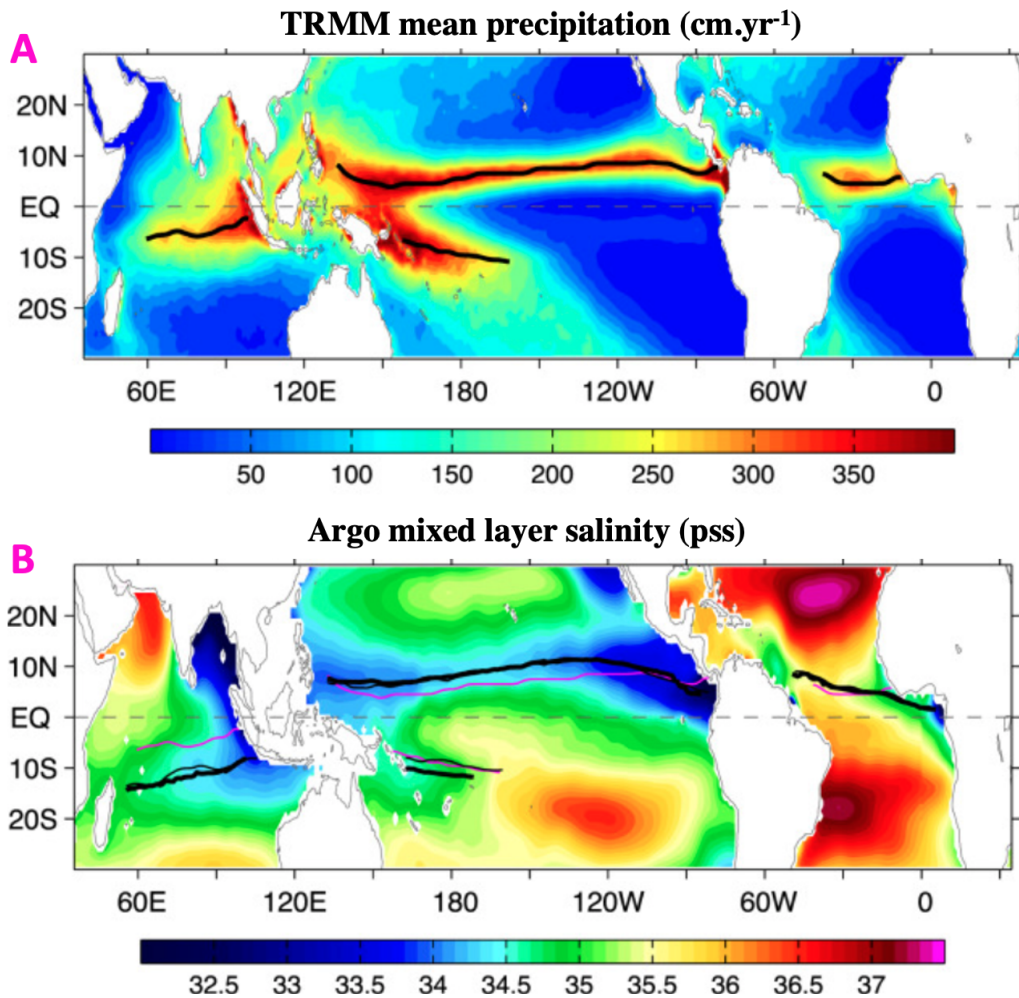 TRMM mean precipitation (cm.yr-1)
A
20N
10N
EQ
10S
20S
60E 120E 180 120W 60W 0
50 100 150 200 250 300 350
Argo mixed layer salinity (pss)
B
20N
10N
EQ
10S
20S
60E 120E 180 120W 60W 0
32.5 33 33.5 34 34.5 35 35.5 36 36.5 37